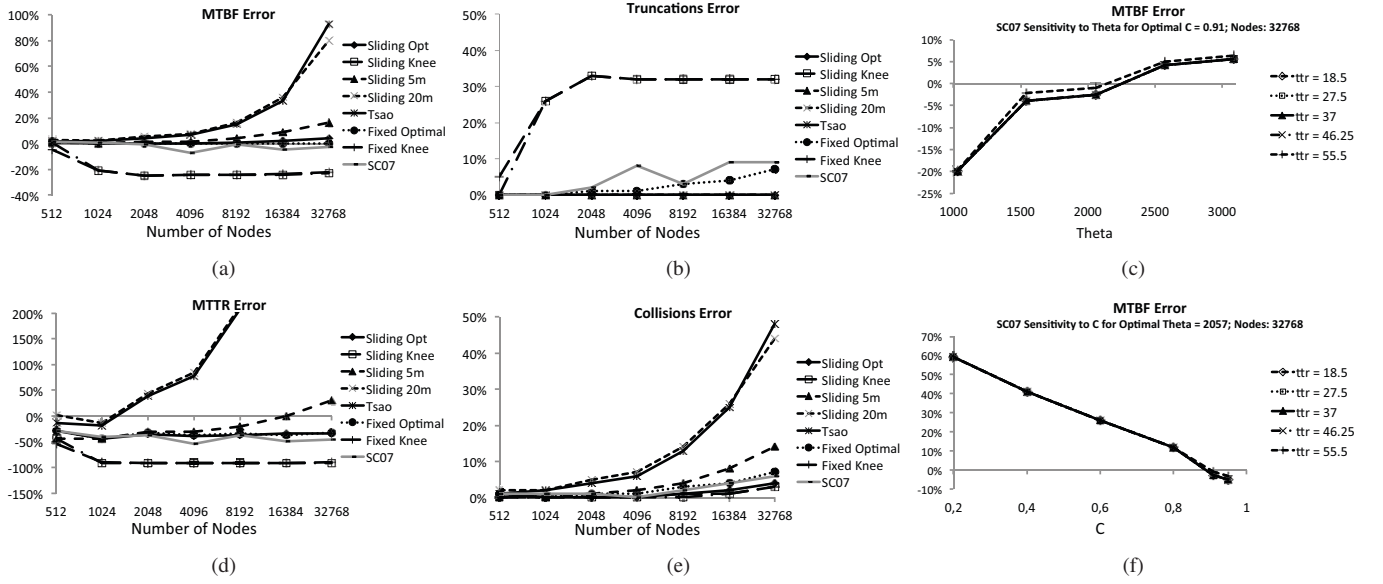 MTBF Error
100%
80%
60%
40%
20%
0%
-20%
-40%
512 1024 2048 4096 8192 16384 32768
Number of Nodes
Sliding Opt
Sliding Knee
Sliding 5m
Sliding 20m
Tsao
Fixed Optimal
Fixed Knee
SC07
(a)
Truncations Error
50%
40%
30%
20%
10%
0%
512 1024 2048 4096 8192 16384 32768
Number of Nodes
Sliding Opt
Sliding Knee
Sliding 5m
Sliding 20m
Tsao
Fixed Optimal
Fixed Knee
SC07
(b)
MTBF Error
SC07 Sensitivity to Theta for Optimal C = 0.91; Nodes: 32768
10%
5%
0%
-5%
-10%
-15%
-20%
-25%
1000 1500 2000 2500 3000
Theta
ttr = 18.5
ttr = 27.5
ttr = 37
ttr = 46.25
ttr = 55.5
(c)
MTTR Error
200%
150%
100%
50%
0%
-50%
-100%
-150%
512 1024 2048 4096 8192 16384 32768
Number of Nodes
Sliding Opt
Sliding Knee
Sliding 5m
Sliding 20m
Tsao
Fixed Optimal
Fixed Knee
SC07
(d)
Collisions Error
50%
40%
30%
20%
10%
0%
512 1024 2048 4096 8192 16384 32768
Number of Nodes
Sliding Opt
Sliding Knee
Sliding 5m
Sliding 20m
Tsao
Fixed Optimal
Fixed Knee
SC07
(e)
MTBF Error
SC07 Sensitivity to C for Optimal Theta = 2057; Nodes: 32768
70%
60%
50%
40%
30%
20%
10%
0%
-10%
0,2 0,4 0,6 0,8 1
C
ttr = 18.5
ttr = 27.5
ttr = 37
ttr = 46.25
ttr = 55.5
(f)